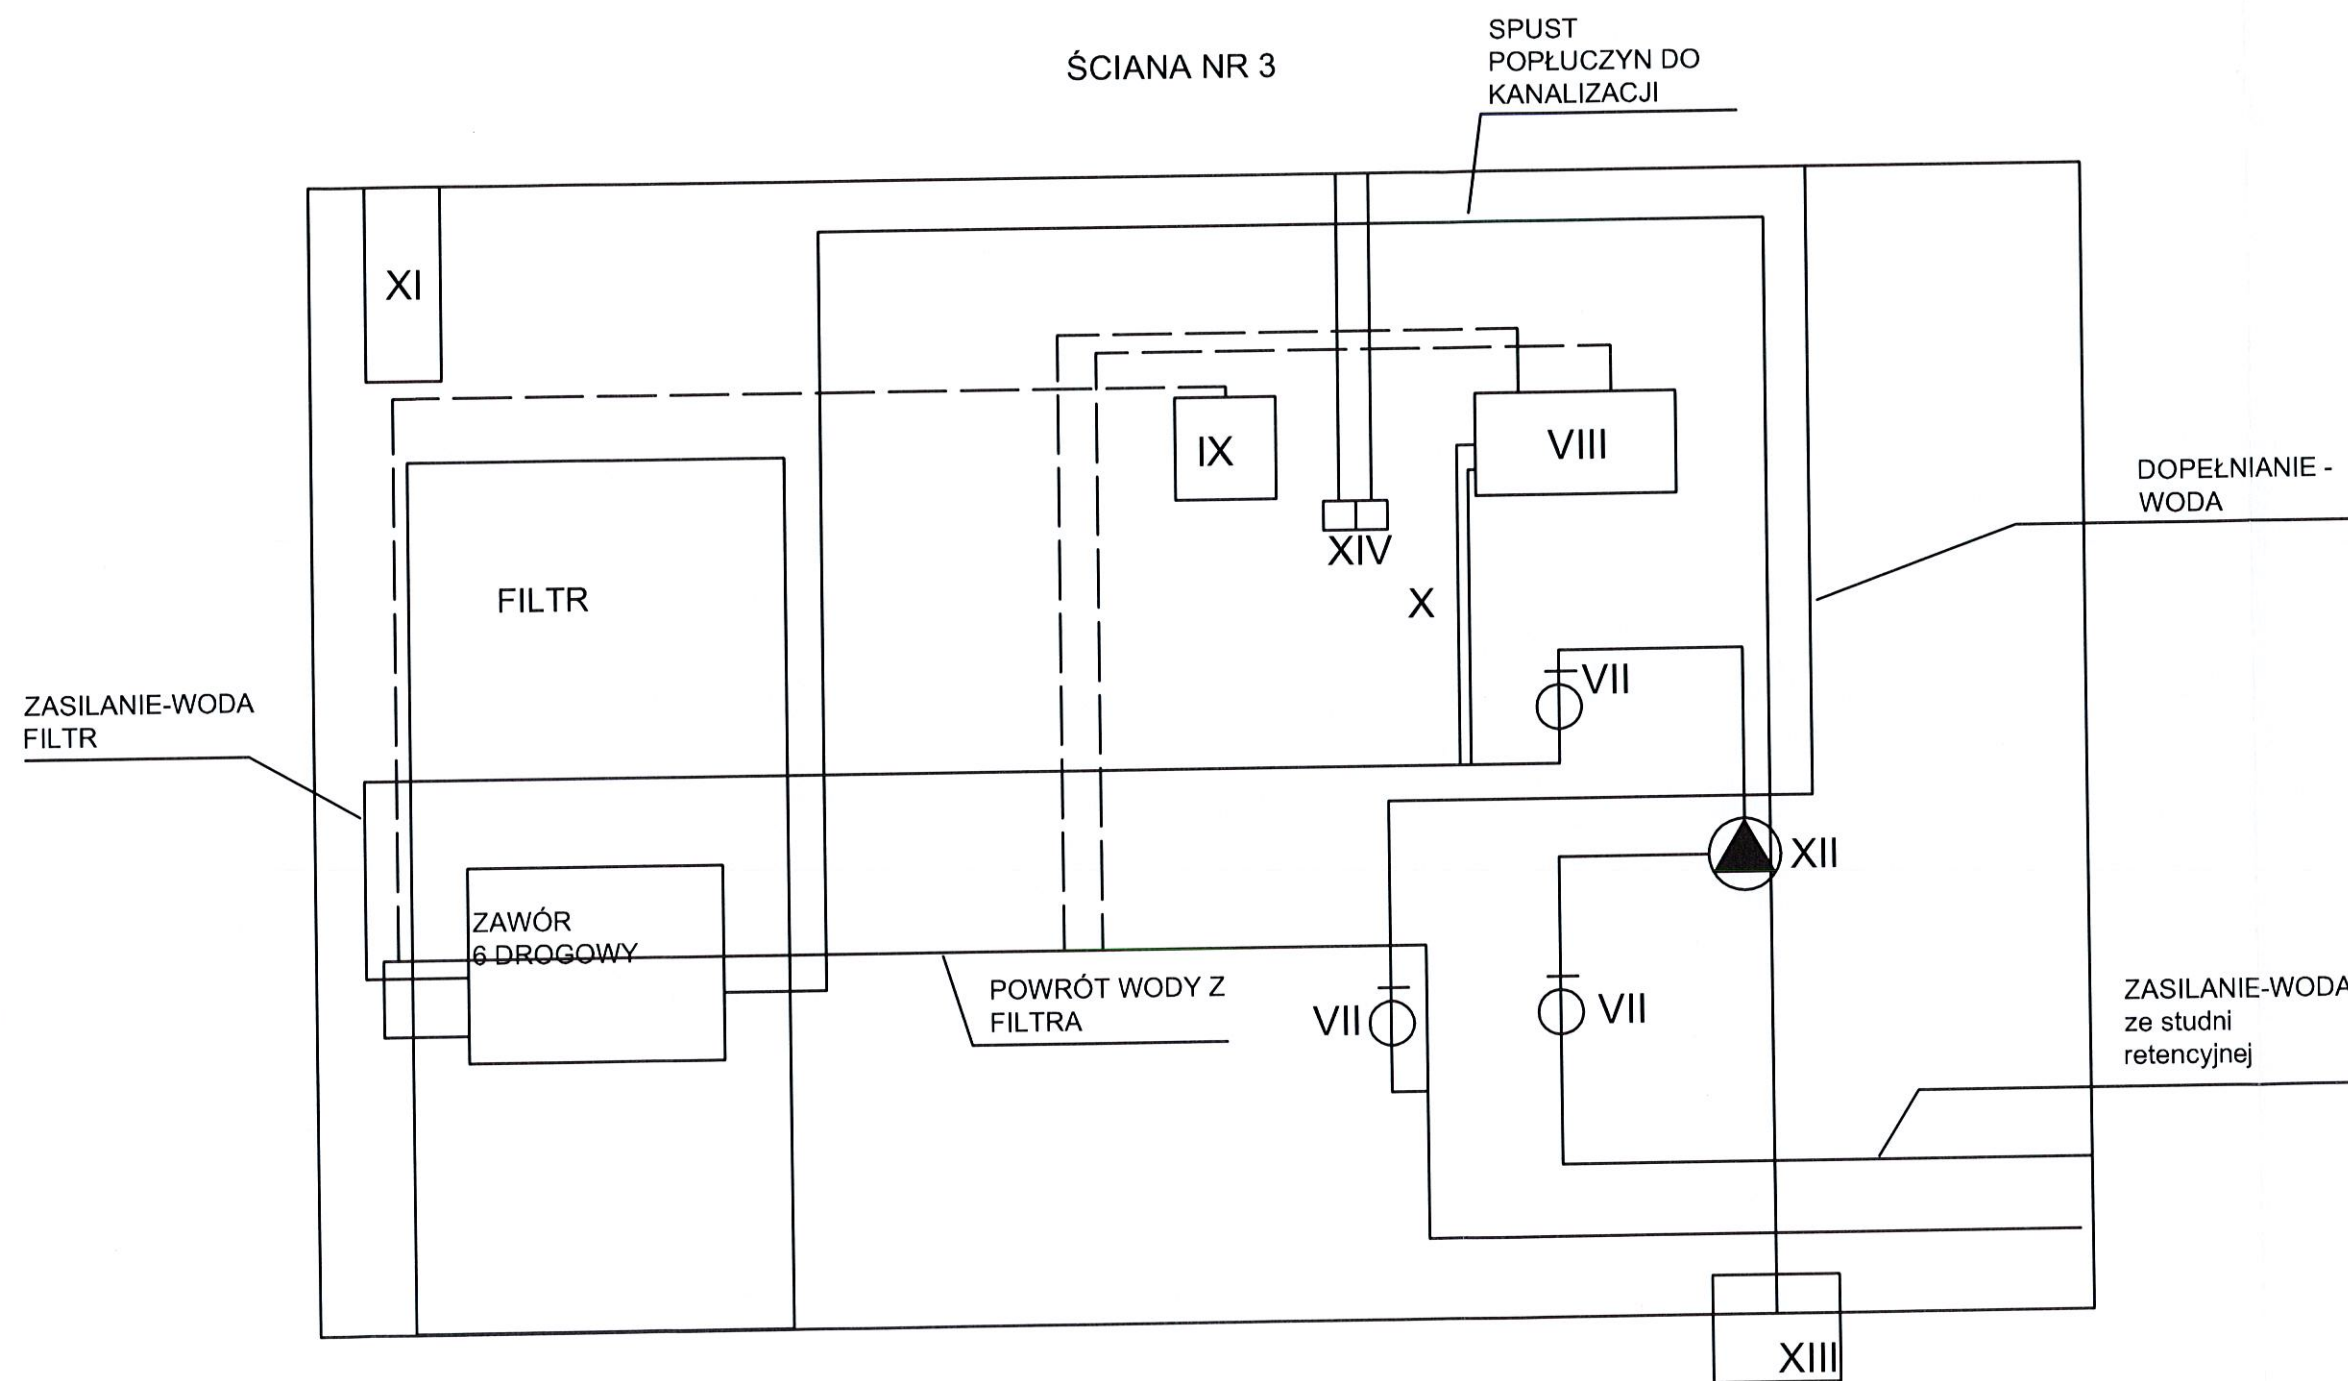 SPUST
POPŁUCZYN DO
KANALIZACJI
ŚCIANA NR 3
XI
IX
VIII
XIV
X
DOPEŁNIANIE -
WODA
FILTR
VII
ZASILANIE-WODA
FILTR
XII
ZAWÓR
6 DROGOWY
POWRÓT WODY Z
FILTRA
VII
VII
ZASILANIE-WODA
ze studni
retencyjnej
XIII